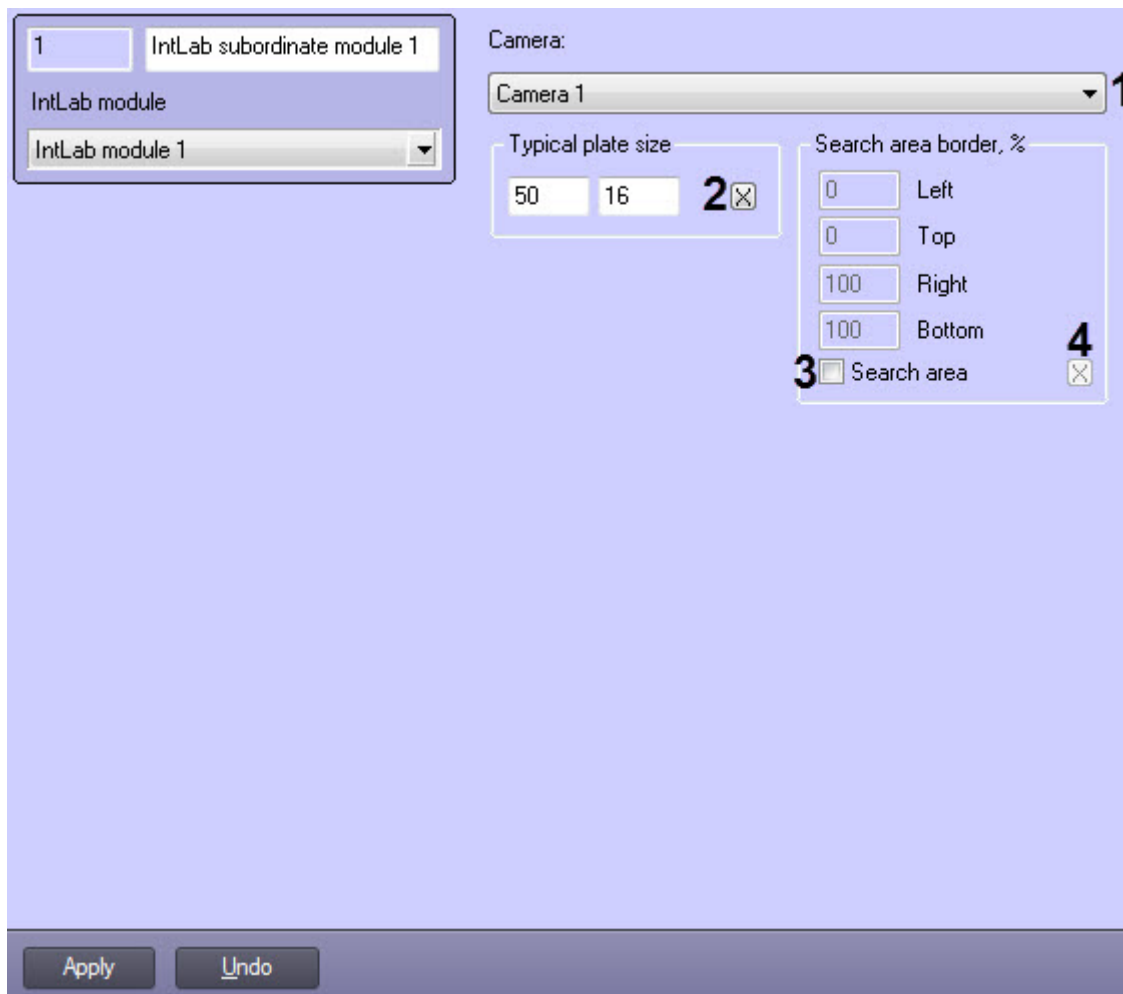 1
IntLab subordinate module 1
IntLab module
IntLab module 1
Camera:
Camera 1
1
Typical plate size
50
16
2
Search area border, %
0 Left
0 Top
100 Right
100 Bottom
4
3 Search area
Apply
Undo